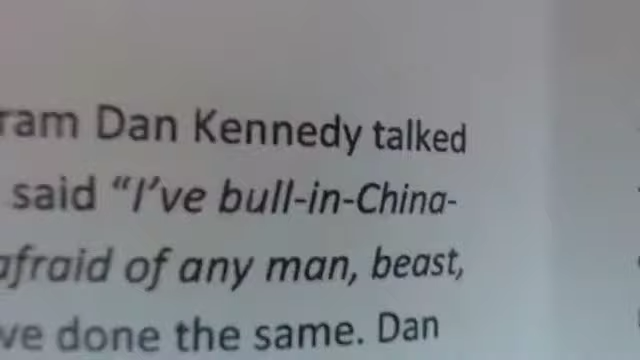 ram Dan Kennedy talked
said “I’ve bull-in-China-
afraid of any man, beast,
ve done the same. Dan